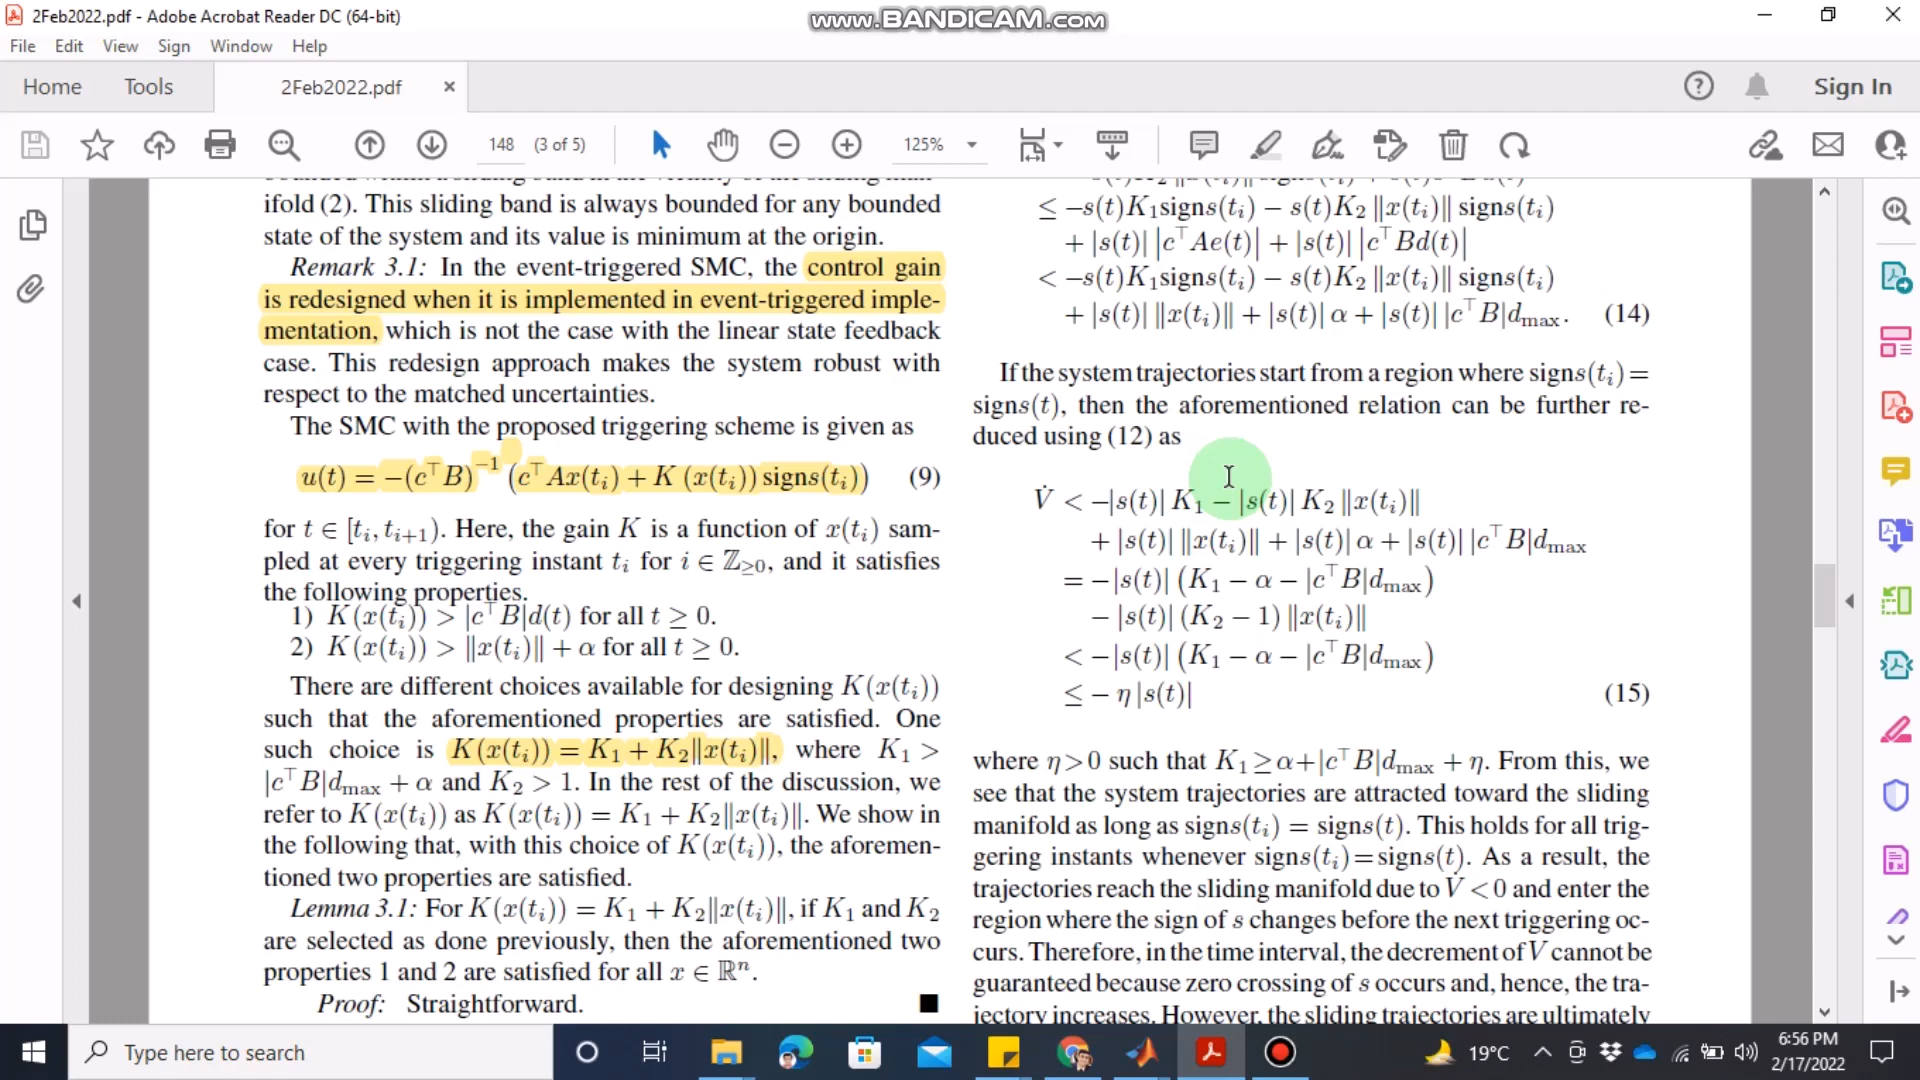 2Feb2022.pdf - Adobe Acrobat Reader DC (64-bit)
www.BANDICAM.com
File Edit View Sign Window Help
Home Tools 2Feb2022.pdf × Sign In
148 (3 of 5) 125%
ifold (2). This sliding band is always bounded for any bounded
state of the system and its value is minimum at the origin.
Remark 3.1: In the event-triggered SMC, the control gain
is redesigned when it is implemented in event-triggered imple-
mentation, which is not the case with the linear state feedback
case. This redesign approach makes the system robust with
respect to the matched uncertainties.
The SMC with the proposed triggering scheme is given as
u(t) = −(c⊤B)⁻¹ (c⊤Ax(tᵢ) + K (x(tᵢ)) signs(tᵢ)) (9)
for t ∈ [tᵢ, tᵢ₊₁). Here, the gain K is a function of x(tᵢ) sam-
pled at every triggering instant tᵢ for i ∈ ℤ≥0, and it satisfies
the following properties.
1) K(x(tᵢ)) > |c⊤B|d(t) for all t ≥ 0.
2) K(x(tᵢ)) > ‖x(tᵢ)‖ + α for all t ≥ 0.
There are different choices available for designing K(x(tᵢ))
such that the aforementioned properties are satisfied. One
such choice is K(x(tᵢ)) = K₁ + K₂‖x(tᵢ)‖, where K₁ >
|c⊤B|dmax + α and K₂ > 1. In the rest of the discussion, we
refer to K(x(tᵢ)) as K(x(tᵢ)) = K₁ + K₂‖x(tᵢ)‖. We show in
the following that, with this choice of K(x(tᵢ)), the aforemen-
tioned two properties are satisfied.
Lemma 3.1: For K(x(tᵢ)) = K₁ + K₂‖x(tᵢ)‖, if K₁ and K₂
are selected as done previously, then the aforementioned two
properties 1 and 2 are satisfied for all x ∈ ℝⁿ.
Proof: Straightforward. ■
≤ −s(t)K₁signs(tᵢ) − s(t)K₂ ‖x(tᵢ)‖ signs(tᵢ)
+ |s(t)| |c⊤Ae(t)| + |s(t)| |c⊤Bd(t)|
< −s(t)K₁signs(tᵢ) − s(t)K₂ ‖x(tᵢ)‖ signs(tᵢ)
+ |s(t)| ‖x(tᵢ)‖ + |s(t)| α + |s(t)| |c⊤B|dmax. (14)
If the system trajectories start from a region where signs(tᵢ) =
signs(t), then the aforementioned relation can be further re-
duced using (12) as
V̇ < −|s(t)| K₁ − |s(t)| K₂ ‖x(tᵢ)‖
+ |s(t)| ‖x(tᵢ)‖ + |s(t)| α + |s(t)| |c⊤B|dmax
= −|s(t)| (K₁ − α − |c⊤B|dmax)
− |s(t)| (K₂ − 1) ‖x(tᵢ)‖
< −|s(t)| (K₁ − α − |c⊤B|dmax)
≤ − η |s(t)| (15)
where η > 0 such that K₁ ≥ α + |c⊤B|dmax + η. From this, we
see that the system trajectories are attracted toward the sliding
manifold as long as signs(tᵢ) = signs(t). This holds for all trig-
gering instants whenever signs(tᵢ) = signs(t). As a result, the
trajectories reach the sliding manifold due to V̇ < 0 and enter the
region where the sign of s changes before the next triggering oc-
curs. Therefore, in the time interval, the decrement of V cannot be
guaranteed because zero crossing of s occurs and, hence, the tra-
jectory increases. However, the sliding trajectories are ultimately
Type here to search
19°C
6:56 PM
2/17/2022